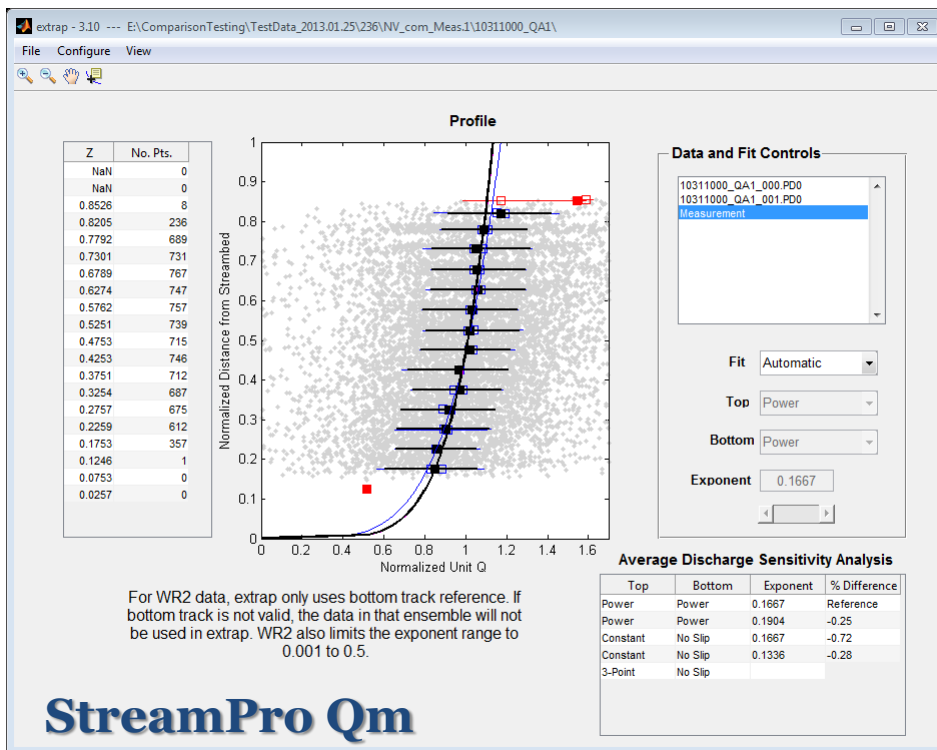 extrap - 3.10 --- E:\ComparisonTesting\TestData_2013.01.25\236\NV_com_Meas.1\10311000_QA1\
File Configure View
Z No. Pts.
NaN 0
NaN 0
0.8526 8
0.8205 236
0.7792 689
0.7301 731
0.6789 767
0.6274 747
0.5762 757
0.5251 739
0.4753 715
0.4253 746
0.3751 712
0.3254 687
0.2757 675
0.2259 612
0.1753 357
0.1246 1
0.0753 0
0.0257 0
Profile
Normalized Distance from Streambed
1
0.9
0.8
0.7
0.6
0.5
0.4
0.3
0.2
0.1
0
0 0.2 0.4 0.6 0.8 1 1.2 1.4 1.6
Normalized Unit Q
Data and Fit Controls
10311000_QA1_000.PD0
10311000_QA1_001.PD0
Measurement
Fit Automatic
Top Power
Bottom Power
Exponent 0.1667
For WR2 data, extrap only uses bottom track reference. If
bottom track is not valid, the data in that ensemble will not
be used in extrap. WR2 also limits the exponent range to
0.001 to 0.5.
Average Discharge Sensitivity Analysis
Top Bottom Exponent % Difference
Power Power 0.1667 Reference
Power Power 0.1904 -0.25
Constant No Slip 0.1667 -0.72
Constant No Slip 0.1336 -0.28
3-Point No Slip
StreamPro Qm